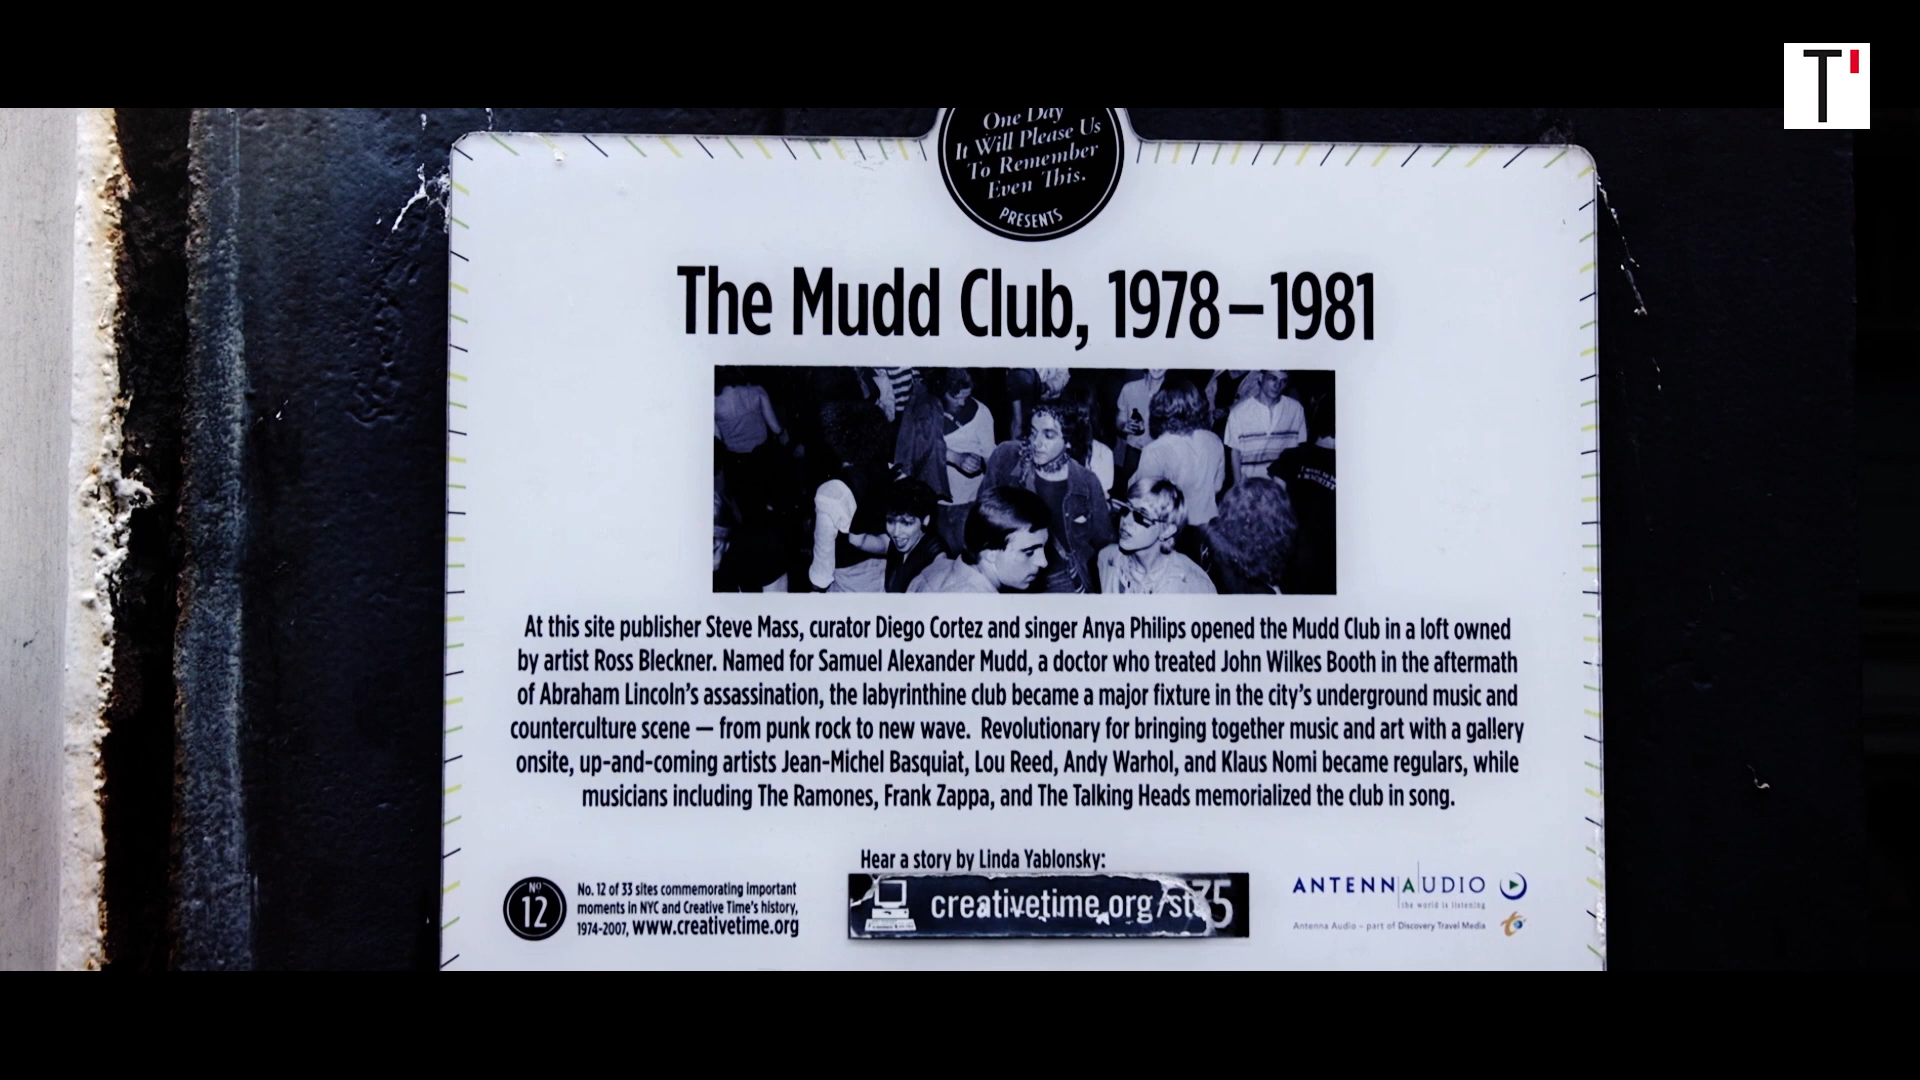 One Day
It Will Please Us
To Remember
Even This.
PRESENTS
The Mudd Club, 1978–1981
At this site publisher Steve Mass, curator Diego Cortez and singer Anya Philips opened the Mudd Club in a loft owned
by artist Ross Bleckner. Named for Samuel Alexander Mudd, a doctor who treated John Wilkes Booth in the aftermath
of Abraham Lincoln's assassination, the labyrinthine club became a major fixture in the city's underground music and
counterculture scene — from punk rock to new wave. Revolutionary for bringing together music and art with a gallery
onsite, up-and-coming artists Jean-Michel Basquiat, Lou Reed, Andy Warhol, and Klaus Nomi became regulars, while
musicians including The Ramones, Frank Zappa, and The Talking Heads memorialized the club in song.
Hear a story by Linda Yablonsky:
creativetime.org/st 35
Nº
12
No. 12 of 33 sites commemorating important
moments in NYC and Creative Time's history,
1974-2007, www.creativetime.org
ANTENNAUDIO
the world is listening
Antenna Audio – part of Discovery Travel Media
T'